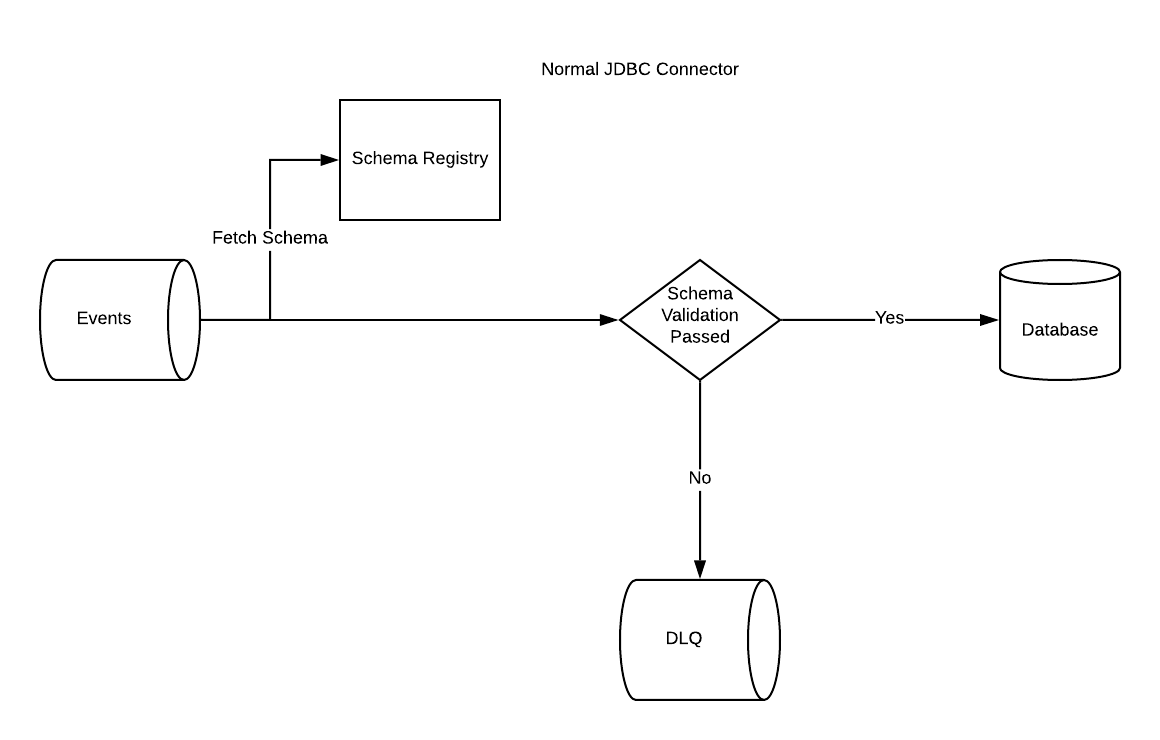 Normal JDBC Connector
Schema Registry
Fetch Schema
Events
Schema
Validation
Passed
Yes
Database
No
DLQ